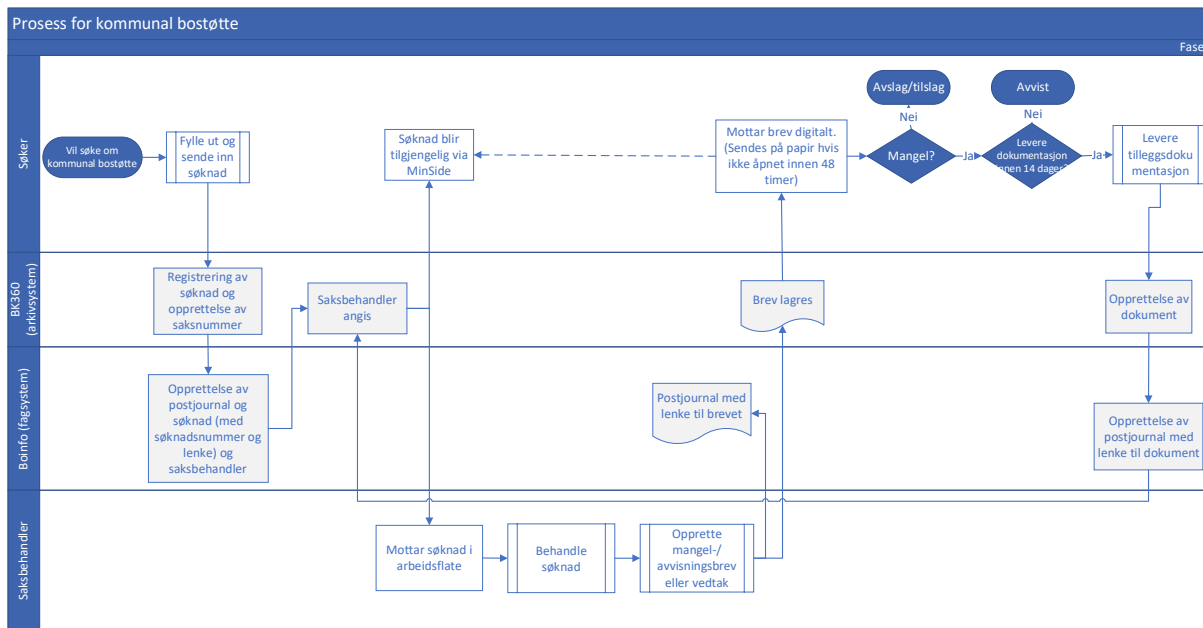 Prosess for kommunal bostøtte
Fase
Søker
Vil søke om
kommunal bostøtte
Fylle ut og
sende inn
søknad
Søknad blir
tilgjengelig via
MinSide
Mottar brev digitalt.
(Sendes på papir hvis
ikke åpnet innen 48
timer)
Avslag/tilslag
Nei
Mangel?
Ja
Avvist
Nei
Levere
dokumentasjon
innen 14 dager?
Ja
Levere
tilleggsdoku
mentasjon
BK360
(arkivsystem)
Registrering av
søknad og
opprettelse av
saksnummer
Saksbehandler
angis
Brev lagres
Opprettelse av
dokument
Boinfo (fagsystem)
Opprettelse av
postjournal og
søknad (med
søknadsnummer og
lenke) og
saksbehandler
Postjournal med
lenke til brevet
Opprettelse av
postjournal med
lenke til dokument
Saksbehandler
Mottar søknad i
arbeidsflate
Behandle
søknad
Opprette
mangel-/
avvisningsbrev
eller vedtak